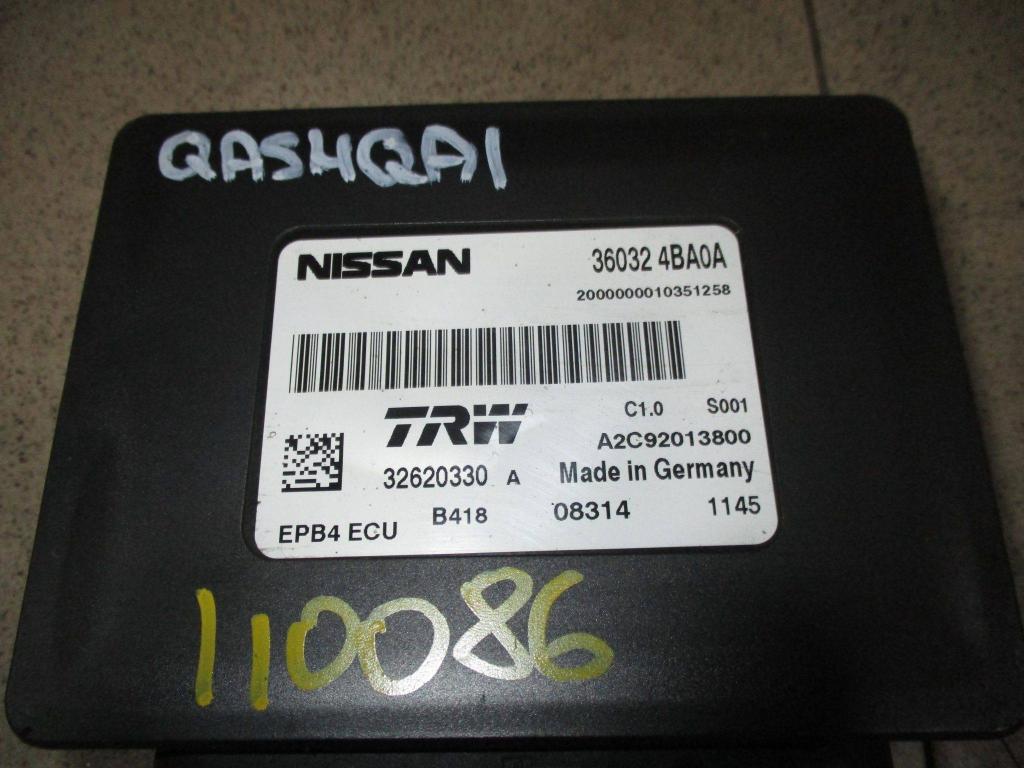 QASHQAI
NISSAN 36032 4BA0A
2000000010351258
TRW C1.0 S001
A2C92013800
32620330 A Made in Germany
B418 08314 1145
EPB4 ECU
110086